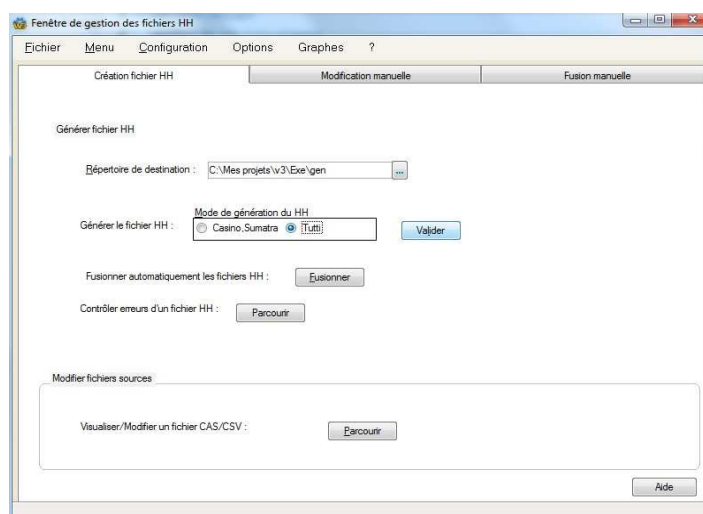 Fenêtre de gestion des fichiers HH
Fichier Menu Configuration Options Graphes ?
Création fichier HH Modification manuelle Fusion manuelle
Générer fichier HH
Répertoire de destination : C:\Mes projets\v3\Exe\gen ...
Mode de génération du HH
Générer le fichier HH : Casino,Sumatra Tutti Valider
Fusionner automatiquement les fichiers HH : Fusionner
Contrôler erreurs d'un fichier HH : Parcourir
Modifier fichiers sources
Visualiser/Modifier un fichier CAS/CSV : Parcourir
Aide